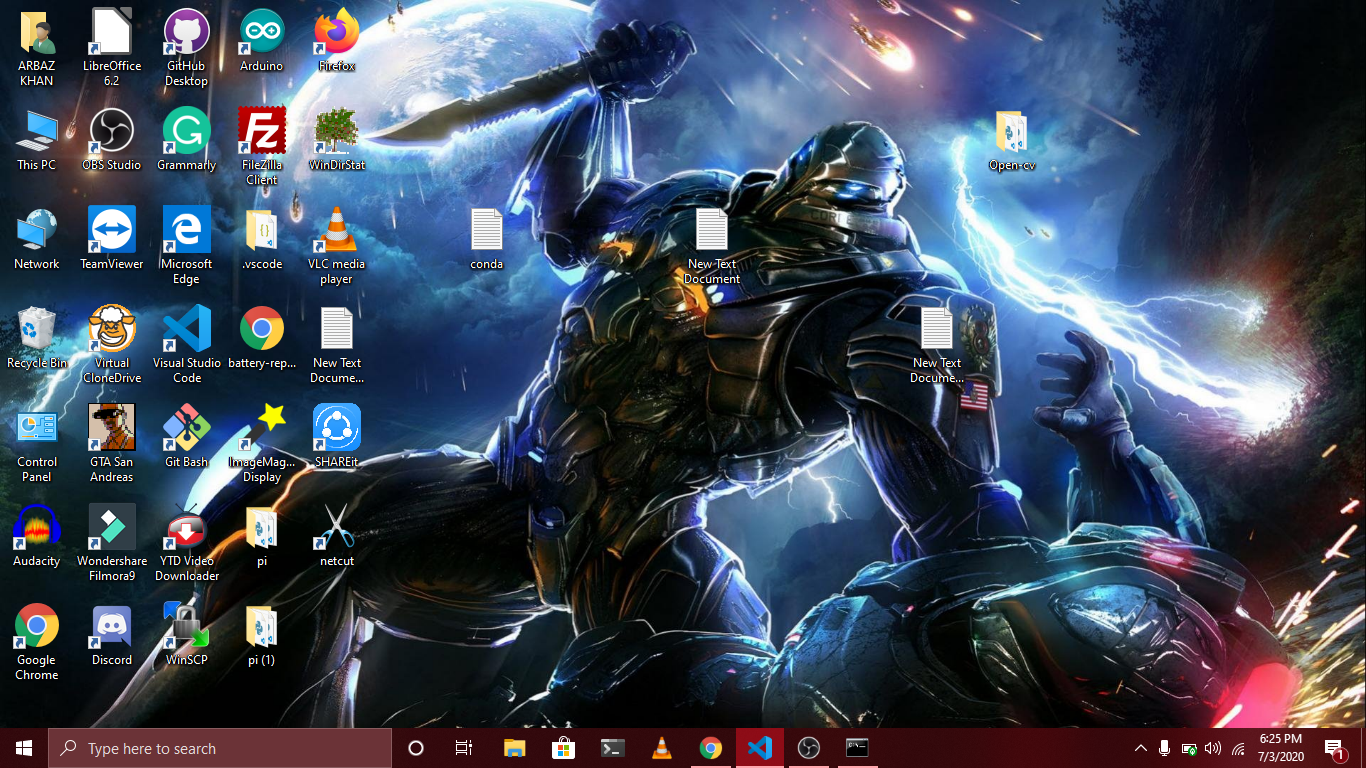 ARBAZ
KHAN
LibreOffice
6.2
GitHub
Desktop
Arduino
Firefox
This PC
OBS Studio
Grammarly
FileZilla
Client
WinDirStat
Open-cv
Network
TeamViewer
Microsoft
Edge
.vscode
VLC media
player
conda
New Text
Document
Recycle Bin
Virtual
CloneDrive
Visual Studio
Code
battery-rep...
New Text
Docume...
New Text
Docume...
Control
Panel
GTA San
Andreas
Git Bash
ImageMag...
Display
SHAREit
Audacity
Wondershare
Filmora9
YTD Video
Downloader
pi
netcut
Google
Chrome
Discord
WinSCP
pi (1)
Type here to search
6:25 PM
7/3/2020
1